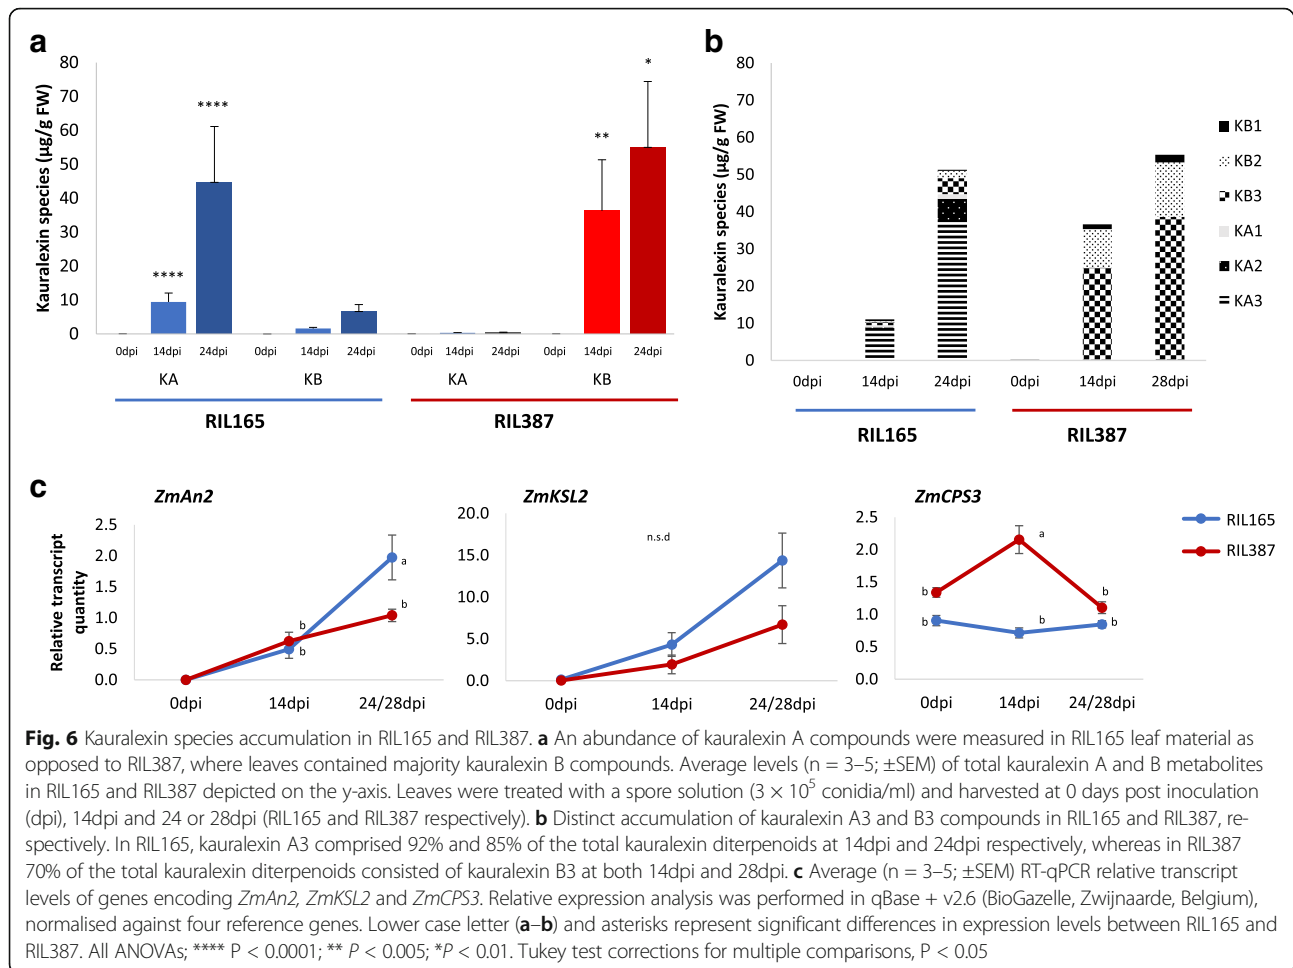 a
80
70
60
50
40
30
20
10
0
Kauralexin species (µg/g FW)
****
****
**
*
0dpi 14dpi 24dpi 0dpi 14dpi 24dpi 0dpi 14dpi 24dpi 0dpi 14dpi 24dpi
KA KB KA KB
RIL165 RIL387
b
80
70
60
50
40
30
20
10
0
Kauralexin species (µg/g FW)
0dpi 14dpi 24dpi 0dpi 14dpi 28dpi
RIL165 RIL387
KB1
KB2
KB3
KA1
KA2
KA3
c
ZmAn2
Relative transcript
quantity
2.5
2.0
1.5
1.0
0.5
0.0
a
b
b
b
0dpi 14dpi 24/28dpi
ZmKSL2
20.0
15.0
10.0
5.0
0.0
n.s.d
0dpi 14dpi 24/28dpi
ZmCPS3
2.5
2.0
1.5
1.0
0.5
0.0
a
b
b
b
b
b
0dpi 14dpi 24/28dpi
RIL165
RIL387
Fig. 6 Kauralexin species accumulation in RIL165 and RIL387. a An abundance of kauralexin A compounds were measured in RIL165 leaf material as
opposed to RIL387, where leaves contained majority kauralexin B compounds. Average levels (n = 3–5; ±SEM) of total kauralexin A and B metabolites
in RIL165 and RIL387 depicted on the y-axis. Leaves were treated with a spore solution (3 × 10⁵ conidia/ml) and harvested at 0 days post inoculation
(dpi), 14dpi and 24 or 28dpi (RIL165 and RIL387 respectively). b Distinct accumulation of kauralexin A3 and B3 compounds in RIL165 and RIL387, re-
spectively. In RIL165, kauralexin A3 comprised 92% and 85% of the total kauralexin diterpenoids at 14dpi and 24dpi respectively, whereas in RIL387
70% of the total kauralexin diterpenoids consisted of kauralexin B3 at both 14dpi and 28dpi. c Average (n = 3–5; ±SEM) RT-qPCR relative transcript
levels of genes encoding ZmAn2, ZmKSL2 and ZmCPS3. Relative expression analysis was performed in qBase + v2.6 (BioGazelle, Zwijnaarde, Belgium),
normalised against four reference genes. Lower case letter (a–b) and asterisks represent significant differences in expression levels between RIL165 and
RIL387. All ANOVAs; **** P < 0.0001; ** P < 0.005; *P < 0.01. Tukey test corrections for multiple comparisons, P < 0.05